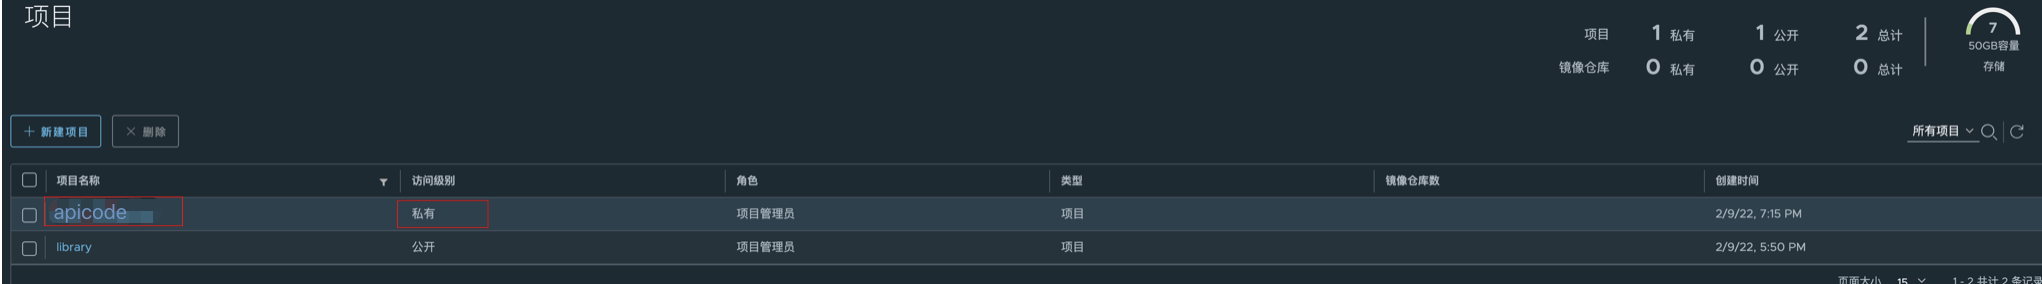 项目
项目 1 私有 1 公开 2 总计
镜像仓库 0 私有 0 公开 0 总计
7
50GB容量
存储
+ 新建项目 × 删除 所有项目
项目名称 访问级别 角色 类型 镜像仓库数 创建时间
apicode 私有 项目管理员 项目 2/9/22, 7:15 PM
library 公开 项目管理员 项目 2/9/22, 5:50 PM
页面大小 15 1 - 2 共计 2 条记录